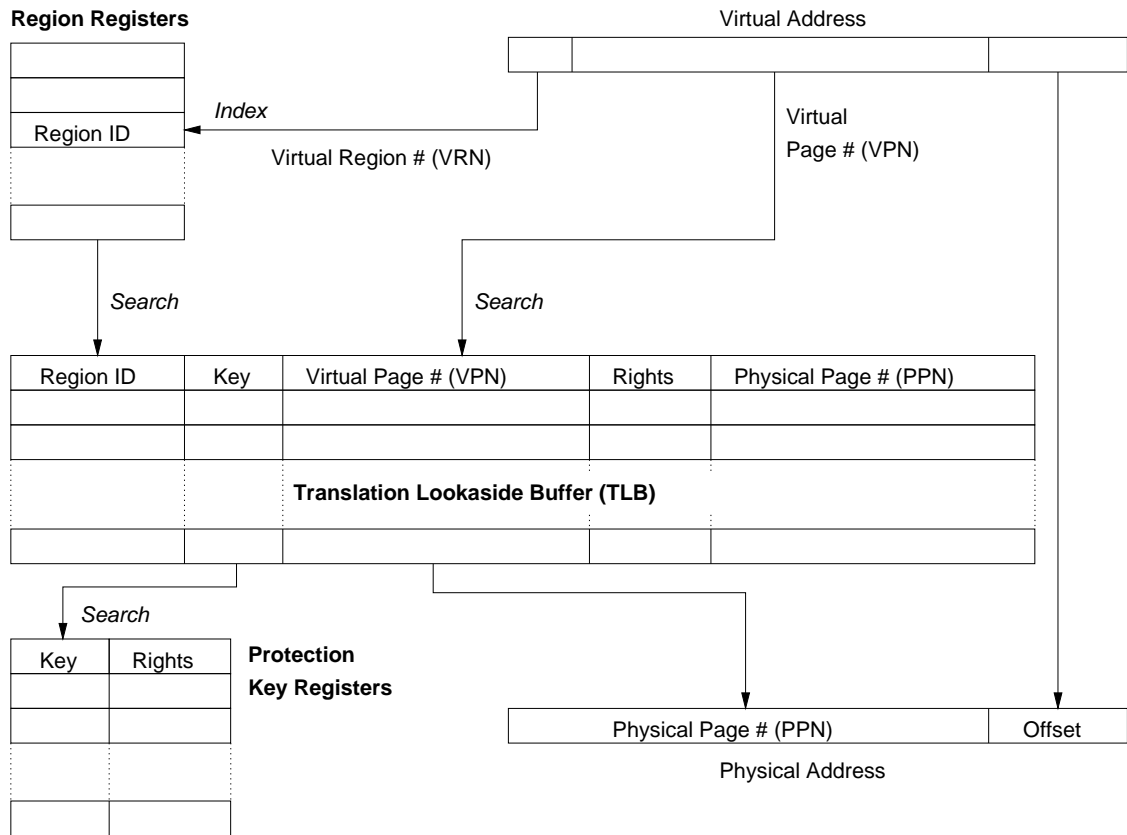 Region Registers
Virtual Address
Index
Region ID
Virtual
Page # (VPN)
Virtual Region # (VRN)
Search
Search
Region ID
Key
Virtual Page # (VPN)
Rights
Physical Page # (PPN)
Translation Lookaside Buffer (TLB)
Search
Key
Rights
Protection
Key Registers
Physical Page # (PPN)
Offset
Physical Address